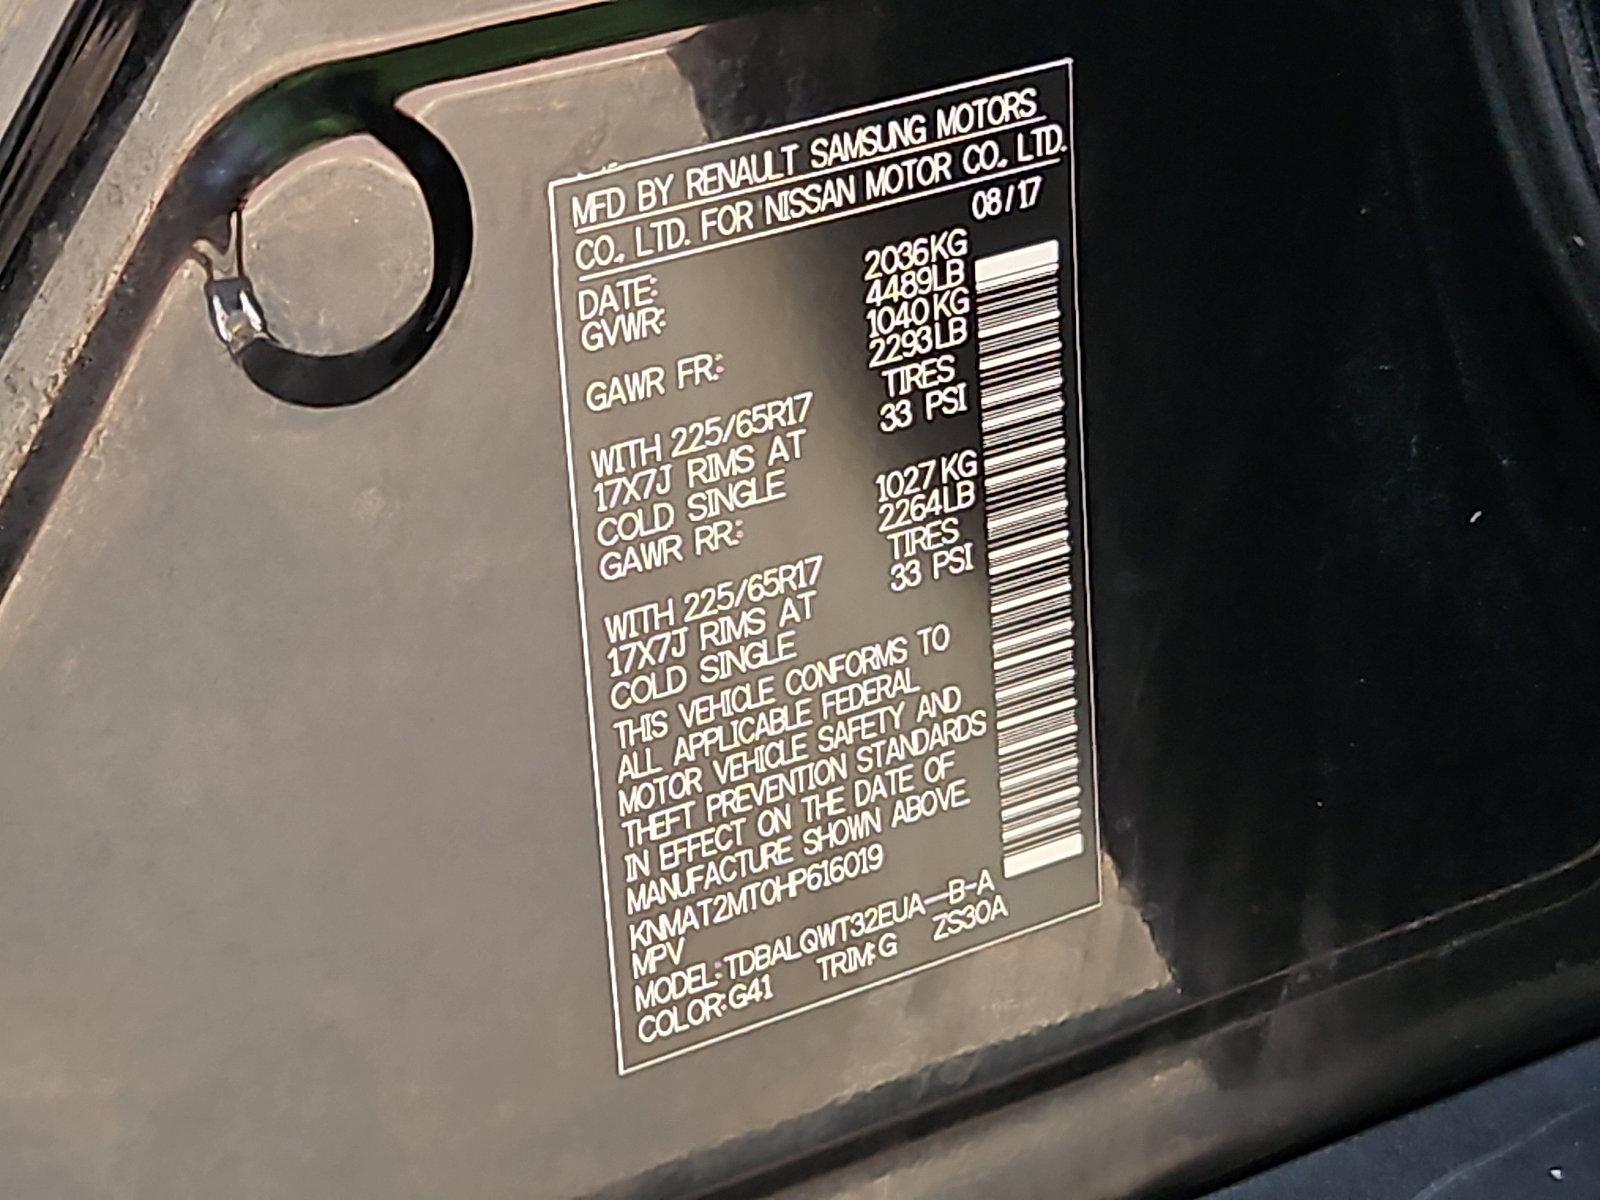 MFD BY RENAULT SAMSUNG MOTORS
CO., LTD. FOR NISSAN MOTOR CO., LTD.
DATE: 08/17
GVWR: 2036KG
4489LB
GAWR FR.: 1040KG
2293LB
WITH 225/65R17 TIRES
17X7J RIMS AT 33 PSI
COLD SINGLE
GAWR RR.: 1027KG
2264LB
WITH 225/65R17 TIRES
17X7J RIMS AT 33 PSI
COLD SINGLE
THIS VEHICLE CONFORMS TO
ALL APPLICABLE FEDERAL
MOTOR VEHICLE SAFETY AND
THEFT PREVENTION STANDARDS
IN EFFECT ON THE DATE OF
MANUFACTURE SHOWN ABOVE.
KNMAT2MT0HP616019
MPV
MODEL:TDBALQWT32EUA-B-A
COLOR:G41 TRIM:G ZS30A